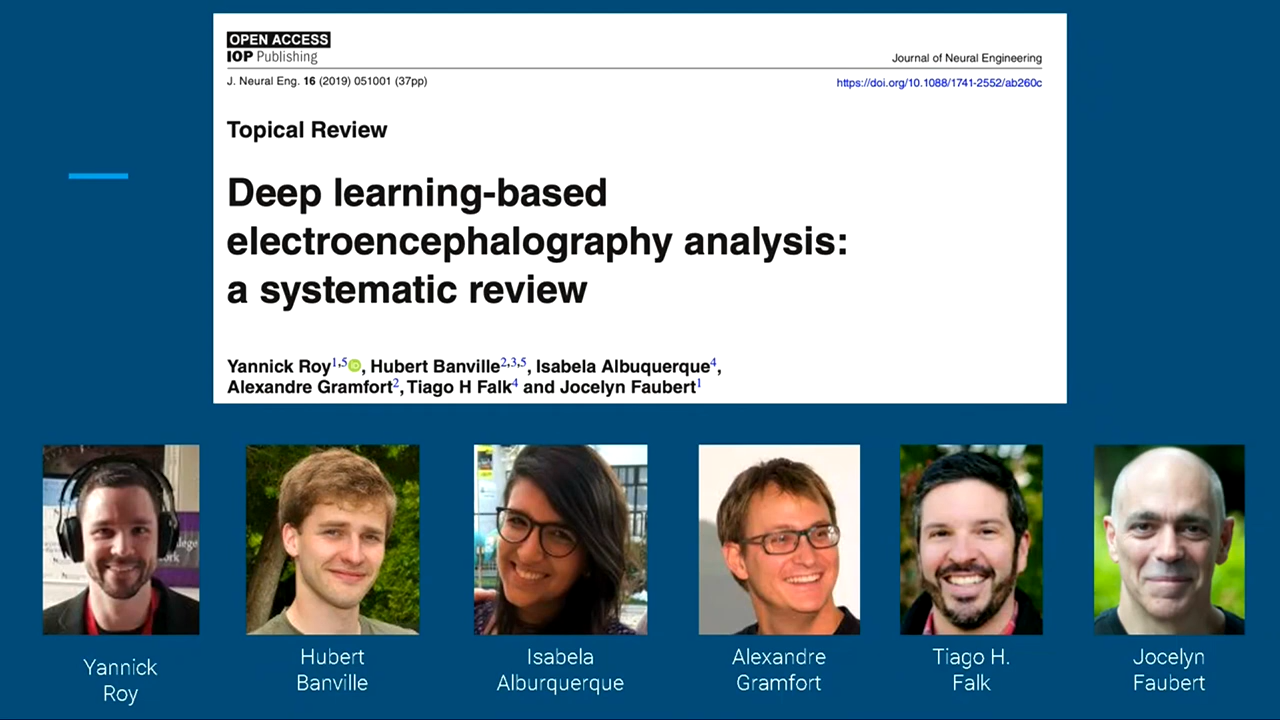 OPEN ACCESS
IOP Publishing
Journal of Neural Engineering
J. Neural Eng. 16 (2019) 051001 (37pp)
https://doi.org/10.1088/1741-2552/ab260c
Topical Review
Deep learning-based
electroencephalography analysis:
a systematic review
Yannick Roy1,5, Hubert Banville2,3,5, Isabela Albuquerque4,
Alexandre Gramfort2, Tiago H Falk4 and Jocelyn Faubert1
Yannick
Roy
Hubert
Banville
Isabela
Alburquerque
Alexandre
Gramfort
Tiago H.
Falk
Jocelyn
Faubert